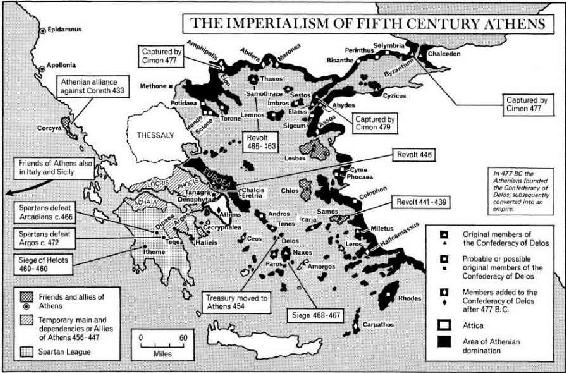 THE IMPERIALISM OF FIFTH CENTURY ATHENS
Epidamnus
Apollonia
Athenian alliance
against Corinth 433
Corcyra
Friends of Athens also
in Italy and Sicily
Spartans defeat
Arcadians c.466
Spartans defeat
Argos c. 472
Siege of Helots
460-460
Captured by
Cimon 477
Amphipolis
Abdera
Maronea
Methone
Potidaea
Torone
Scione
THESSALY
Thasos
Samothrace
Imbros
Lemnos
Sestos
Elaeus
Sigeum
Abydos
Revolt
465-463
Captured by
Cimon 479
Bisanthe
Perinthus
Selymbria
Byzantium
Chalcedon
Cyzicus
Captured by
Cimon 477
Lesbos
Revolt 446
Cyme
Phocaea
Chios
Colophon
Revolt 441-439
In 477 BC the
Athenians founded
the Confederacy of
Delos; subsequently
converted into an
empire.
Tanagra
Oenophyta
Chalcis
Eretria
Athens
Cecryphalea
Halieis
Tegea
Ithome
Andros
Tenos
Ceos
Delos
Paros
Naxos
Amorgos
Icaria
Samos
Miletus
Leros
Halicarnassus
Rhodes
Carpathos
Treasury moved to
Athens 454
Siege 468-467
Friends and allies of
Athens
Temporary main and
dependencies or Allies
of Athens 456-447
Spartan League
0 60
Miles
Original members of
the Confederacy of Delos
Probable or possible
original members of the
Confederacy of Delos
Members added to the
Confederacy of Delos
after 477 B.C.
Attica
Area of Athenian
domination